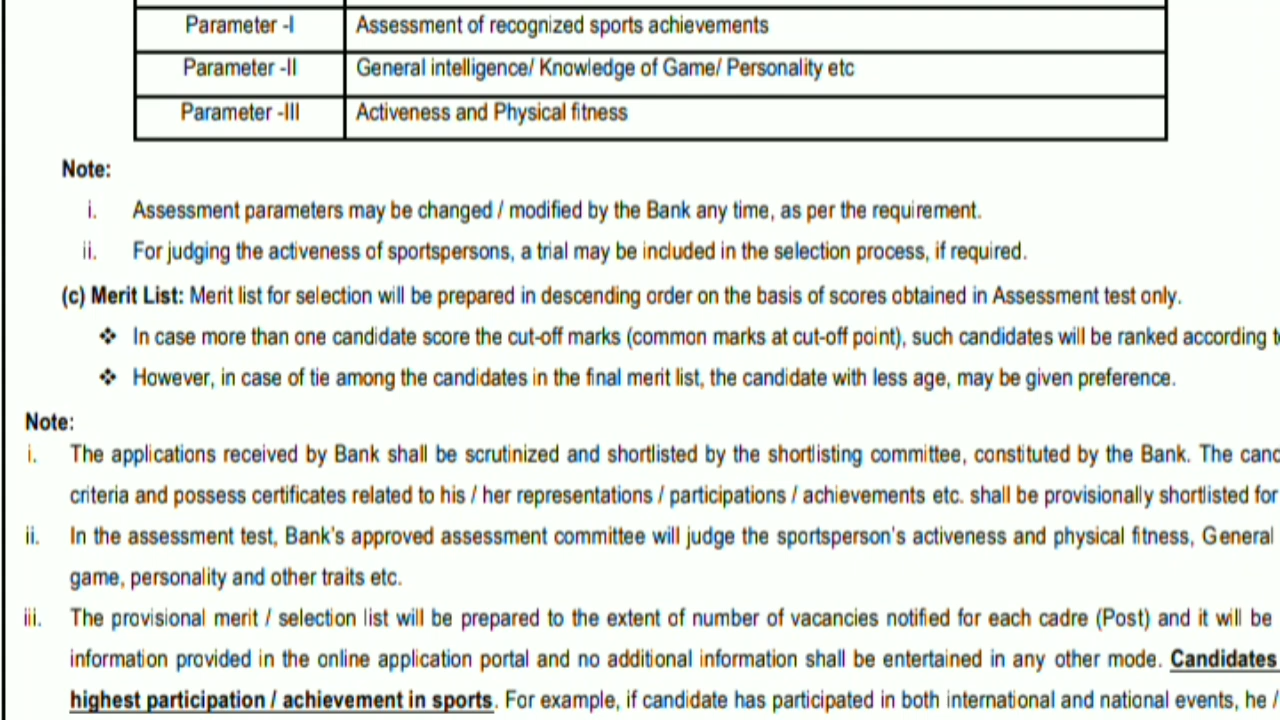 Parameter -I Assessment of recognized sports achievements
Parameter -II General intelligence/ Knowledge of Game/ Personality etc
Parameter -III Activeness and Physical fitness
Note:
i. Assessment parameters may be changed / modified by the Bank any time, as per the requirement.
ii. For judging the activeness of sportspersons, a trial may be included in the selection process, if required.
(c) Merit List: Merit list for selection will be prepared in descending order on the basis of scores obtained in Assessment test only.
❖ In case more than one candidate score the cut-off marks (common marks at cut-off point), such candidates will be ranked according
❖ However, in case of tie among the candidates in the final merit list, the candidate with less age, may be given preference.
Note:
i. The applications received by Bank shall be scrutinized and shortlisted by the shortlisting committee, constituted by the Bank. The
criteria and possess certificates related to his / her representations / participations / achievements etc. shall be provisionally shortlisted for
ii. In the assessment test, Bank's approved assessment committee will judge the sportsperson's activeness and physical fitness, General
game, personality and other traits etc.
iii. The provisional merit / selection list will be prepared to the extent of number of vacancies notified for each cadre (Post) and it will be
information provided in the online application portal and no additional information shall be entertained in any other mode. Candidates
highest participation / achievement in sports. For example, if candidate has participated in both international and national events, he /